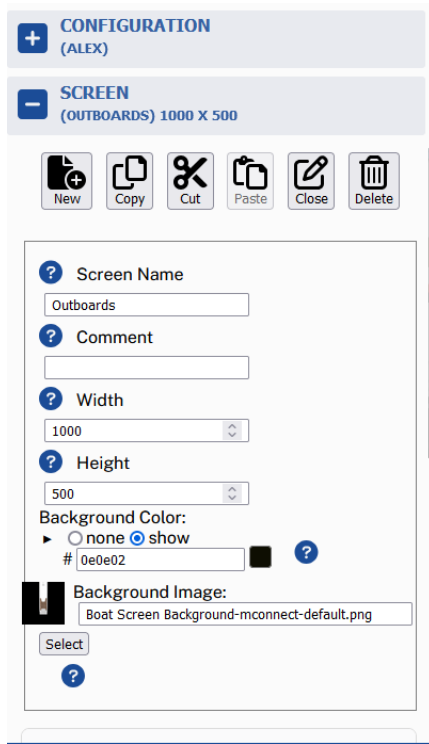 CONFIGURATION
(ALEX)
SCREEN
(OUTBOARDS) 1000 X 500
New Copy Cut Paste Close Delete
? Screen Name
Outboards
? Comment
? Width
1000
? Height
500
Background Color:
none show
# 0e0e02 ?
Background Image:
Boat Screen Background-mconnect-default.png
Select
?